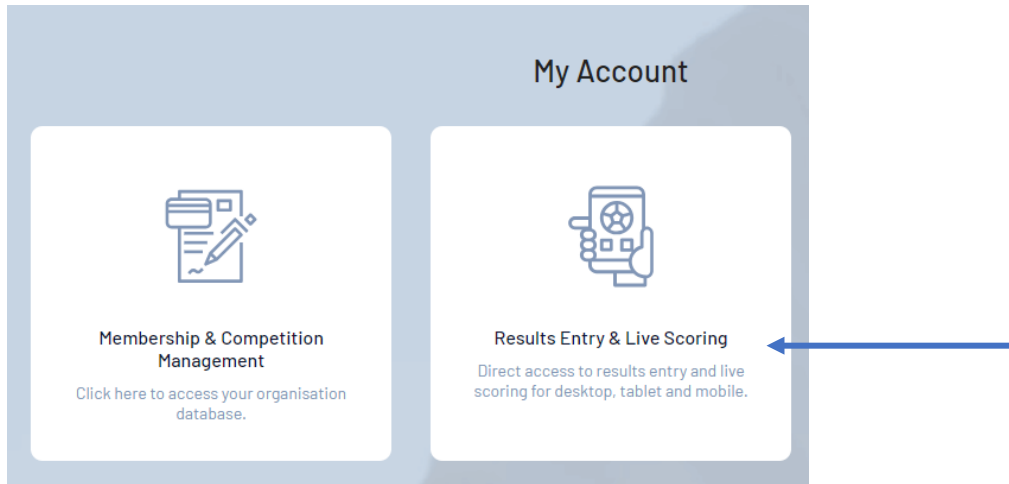 My Account
Membership & Competition
Management
Click here to access your organisation
database.
Results Entry & Live Scoring
Direct access to results entry and live
scoring for desktop, tablet and mobile.